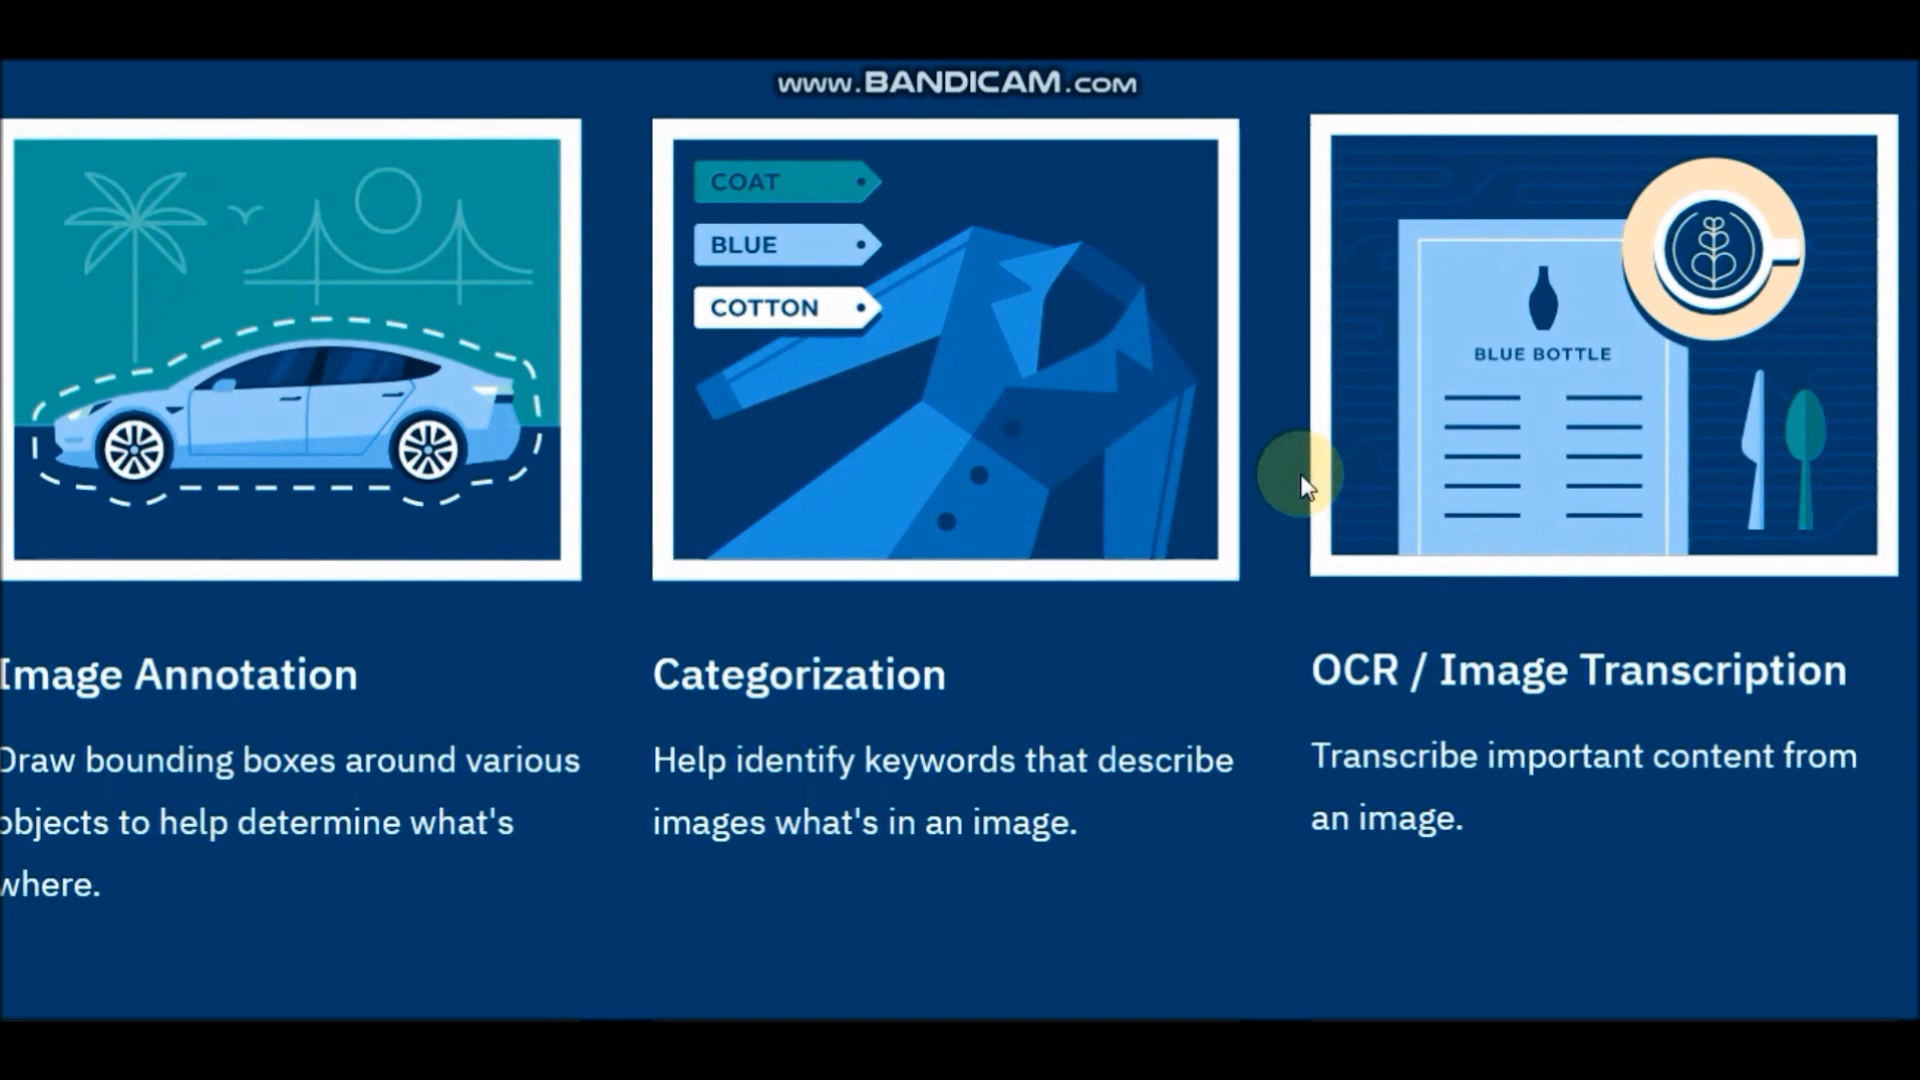 www.BANDICAM.COM
COAT
BLUE
COTTON
BLUE BOTTLE
Image Annotation
Draw bounding boxes around various
objects to help determine what's
where.
Categorization
Help identify keywords that describe
images what's in an image.
OCR / Image Transcription
Transcribe important content from
an image.